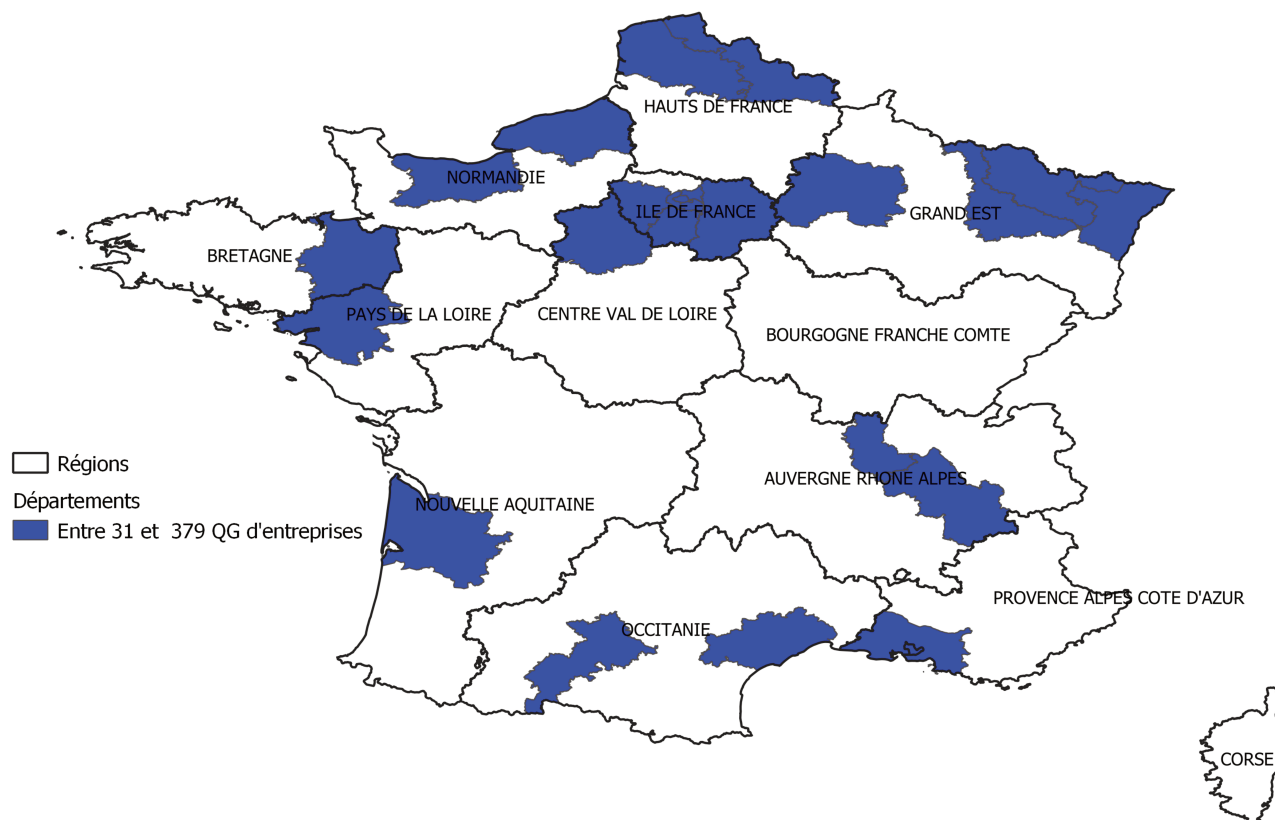 HAUTS DE FRANCE
NORMANDIE
ILE DE FRANCE
GRAND EST
BRETAGNE
PAYS DE LA LOIRE
CENTRE VAL DE LOIRE
BOURGOGNE FRANCHE COMTE
Régions
Départements
Entre 31 et 379 QG d'entreprises
AUVERGNE RHONE ALPES
NOUVELLE AQUITAINE
PROVENCE ALPES COTE D'AZUR
OCCITANIE
CORSE